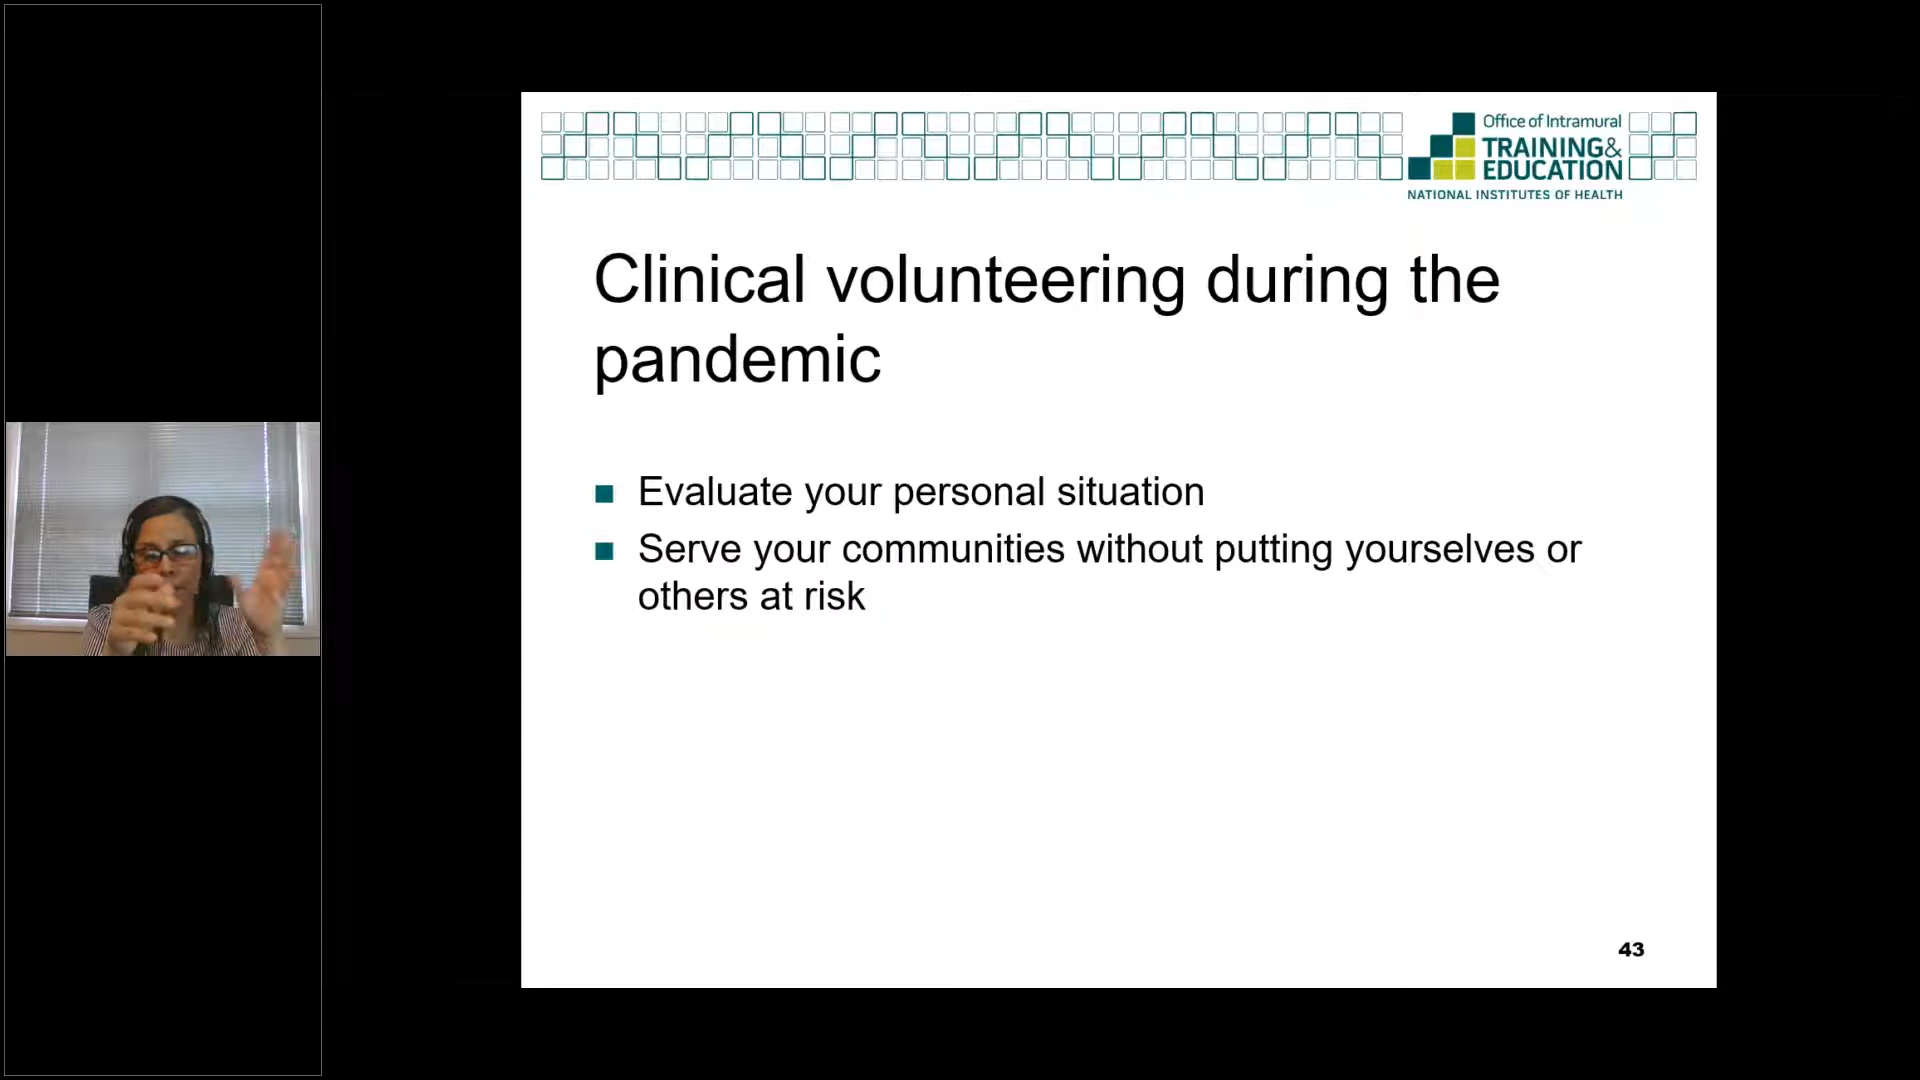 Office of Intramural
TRAINING&
EDUCATION
NATIONAL INSTITUTES OF HEALTH
Clinical volunteering during the
pandemic
Evaluate your personal situation
Serve your communities without putting yourselves or
others at risk
43